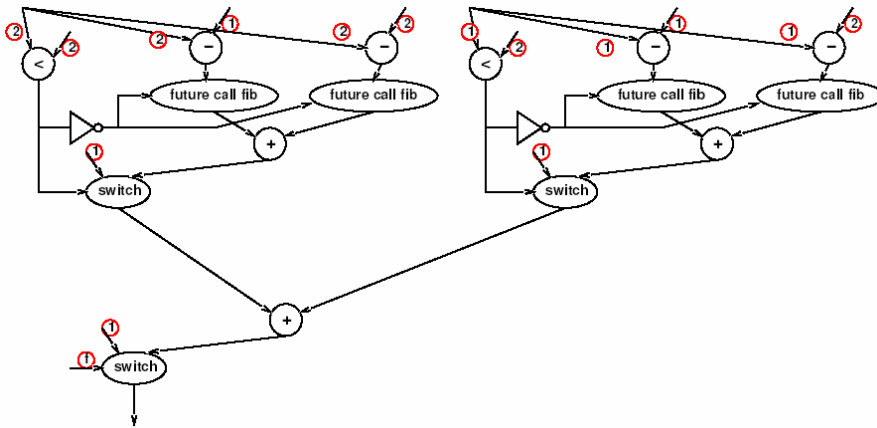 1 2 1 2
2 2 2 1 1 1
2 - - 2 - -
< <
future call fib future call fib future call fib future call fib
+ +
1 1
switch switch
+
1
f switch